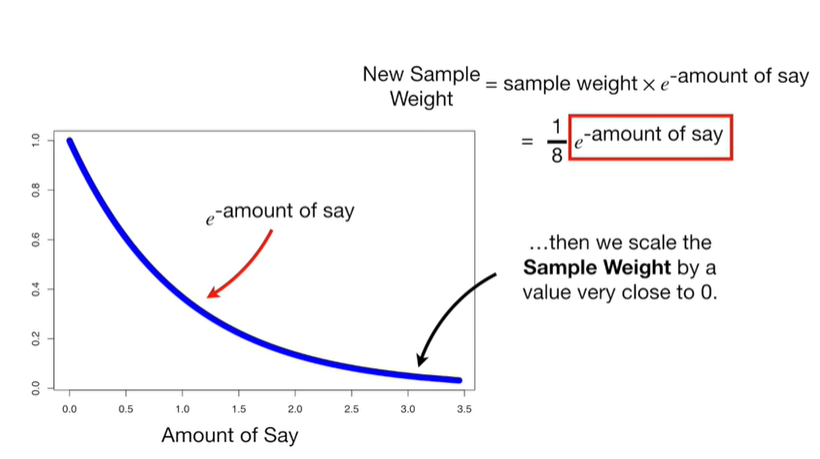 New Sample Weight = sample weight × e^-amount of say
= 1/8 e^-amount of say
e^-amount of say
...then we scale the
Sample Weight by a
value very close to 0.
1.0
0.8
0.6
0.4
0.2
0.0
0.0 0.5 1.0 1.5 2.0 2.5 3.0 3.5
Amount of Say